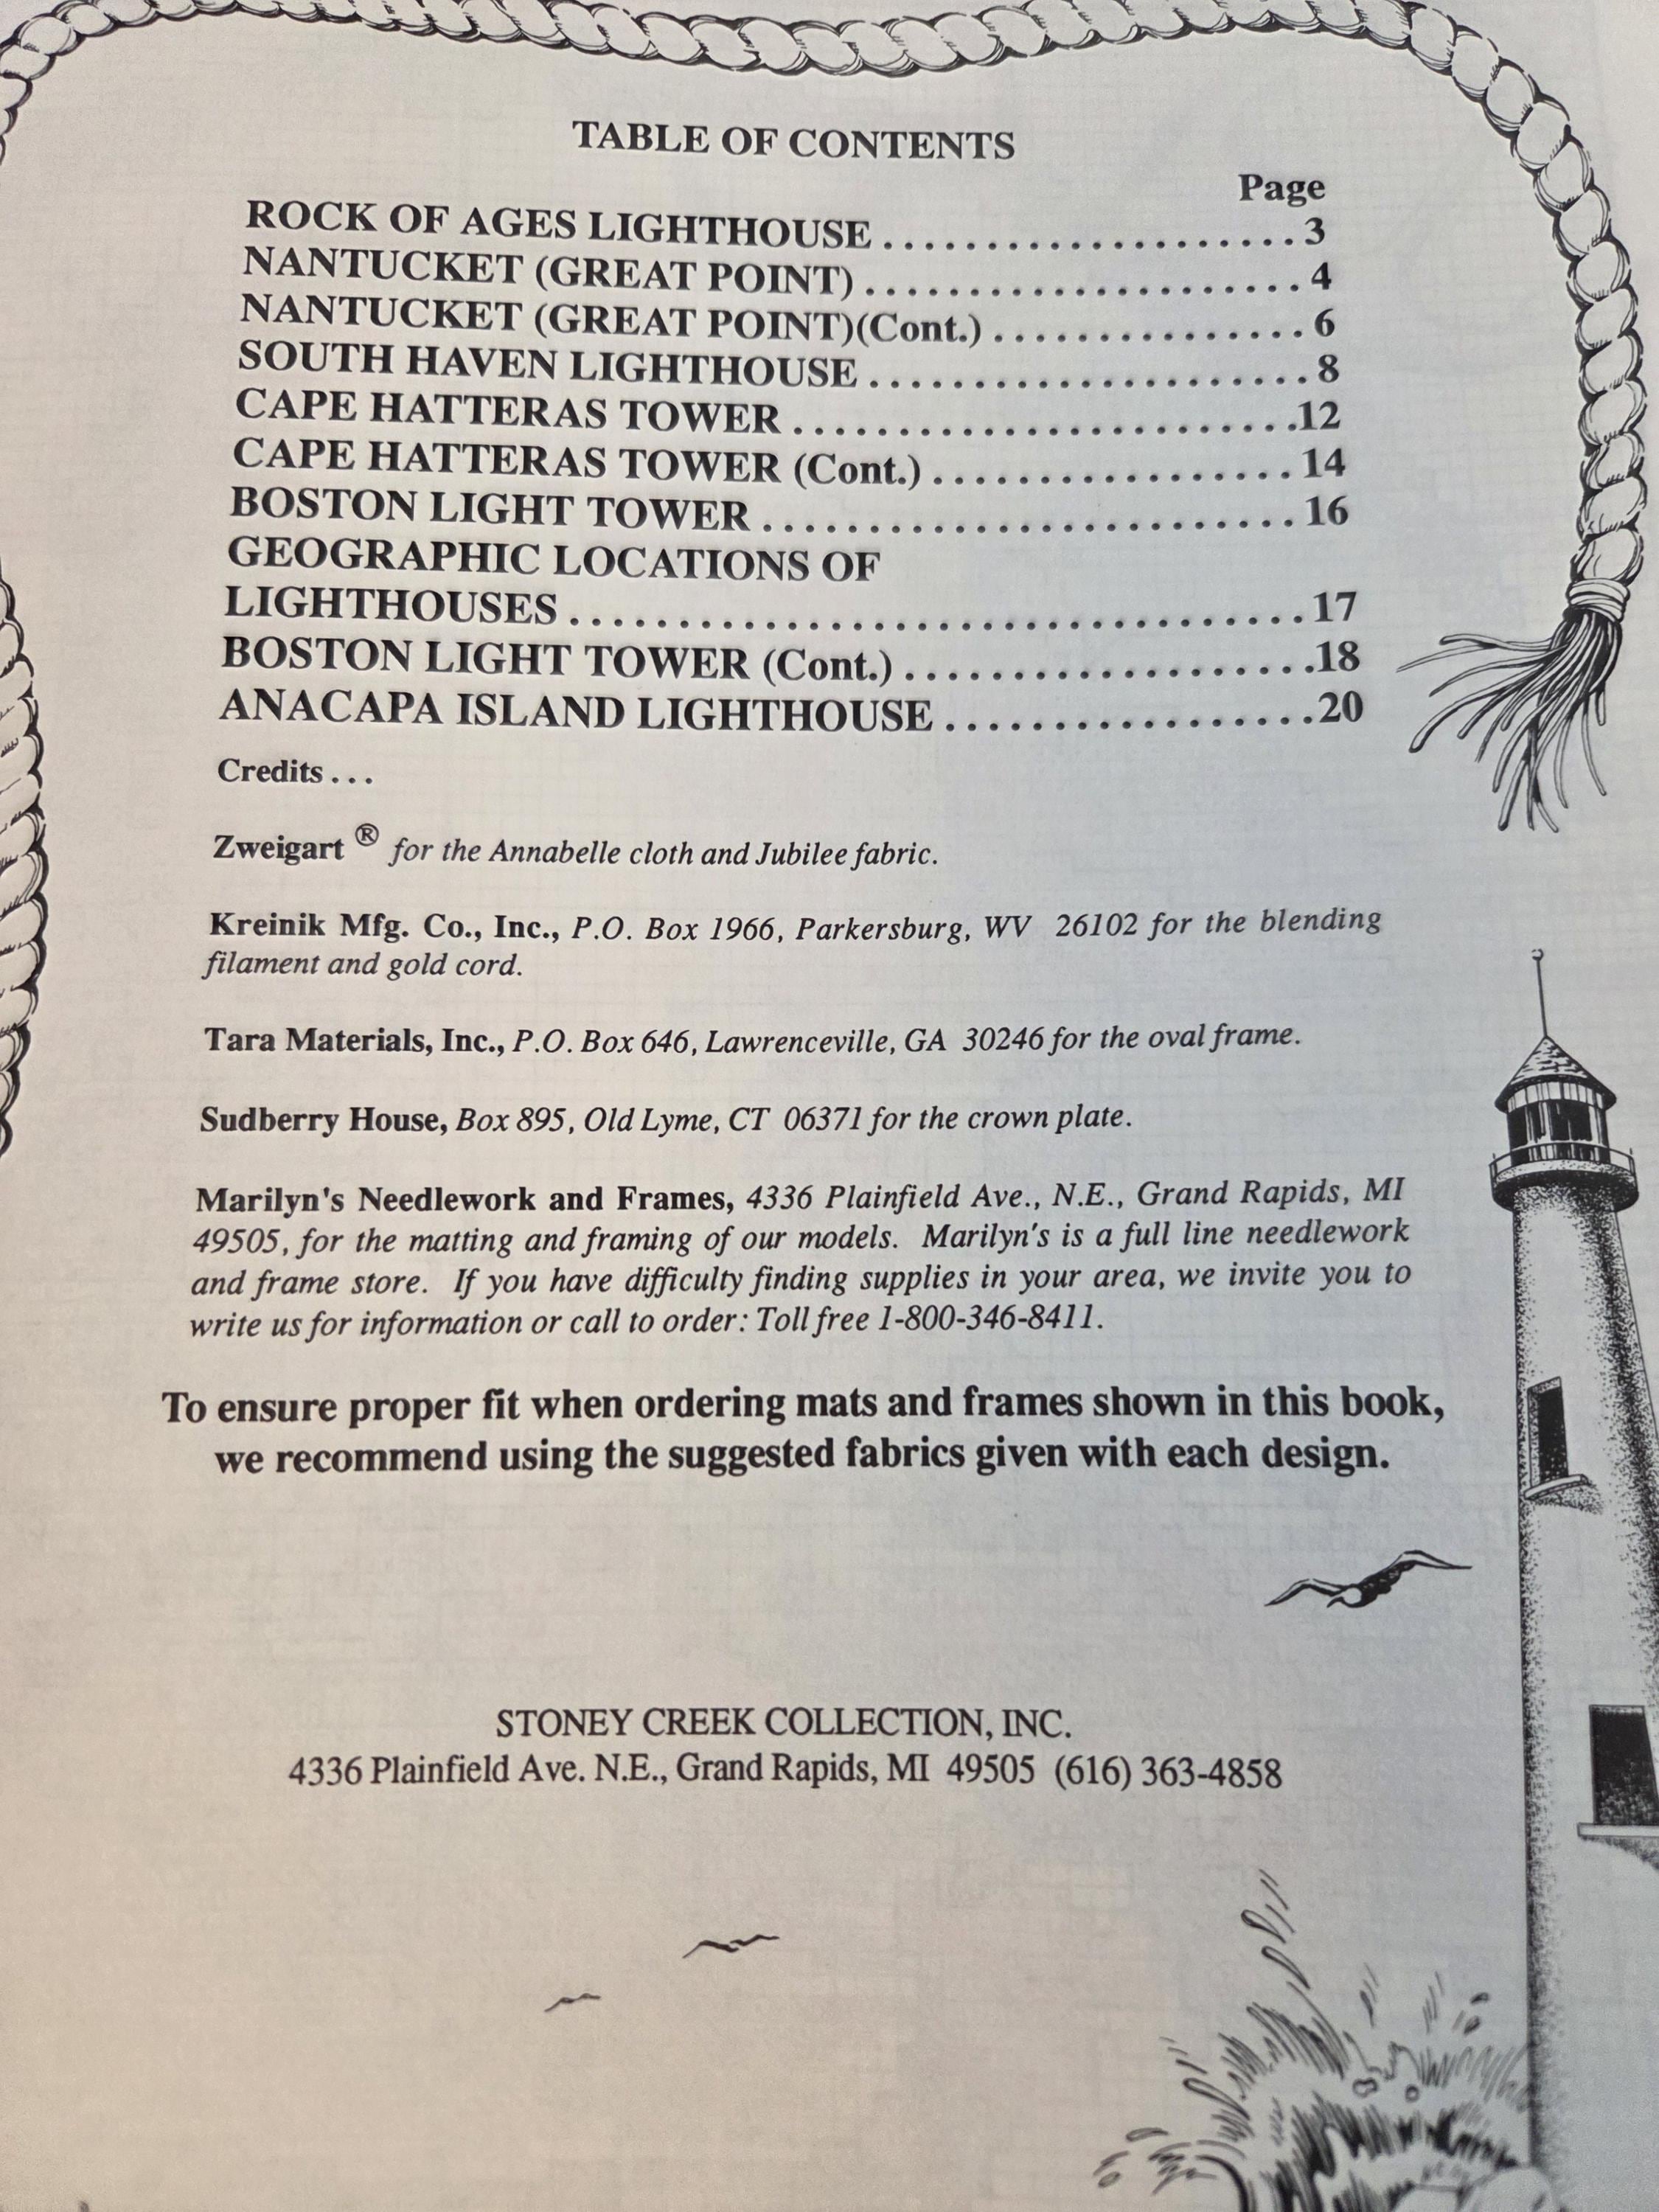 TABLE OF CONTENTS
Page
ROCK OF AGES LIGHTHOUSE....................3
NANTUCKET (GREAT POINT).....................4
NANTUCKET (GREAT POINT)(Cont.)...............6
SOUTH HAVEN LIGHTHOUSE.....................8
CAPE HATTERAS TOWER........................12
CAPE HATTERAS TOWER (Cont.).................14
BOSTON LIGHT TOWER.........................16
GEOGRAPHIC LOCATIONS OF
LIGHTHOUSES..................................17
BOSTON LIGHT TOWER (Cont.)...................18
ANACAPA ISLAND LIGHTHOUSE.................20
Credits...
Zweigart ® for the Annabelle cloth and Jubilee fabric.
Kreinik Mfg. Co., Inc., P.O. Box 1966, Parkersburg, WV 26102 for the blending
filament and gold cord.
Tara Materials, Inc., P.O. Box 646, Lawrenceville, GA 30246 for the oval frame.
Sudberry House, Box 895, Old Lyme, CT 06371 for the crown plate.
Marilyn's Needlework and Frames, 4336 Plainfield Ave., N.E., Grand Rapids, MI
49505, for the matting and framing of our models. Marilyn's is a full line needlework
and frame store. If you have difficulty finding supplies in your area, we invite you to
write us for information or call to order: Toll free 1-800-346-8411.
To ensure proper fit when ordering mats and frames shown in this book,
we recommend using the suggested fabrics given with each design.
STONEY CREEK COLLECTION, INC.
4336 Plainfield Ave. N.E., Grand Rapids, MI 49505 (616) 363-4858